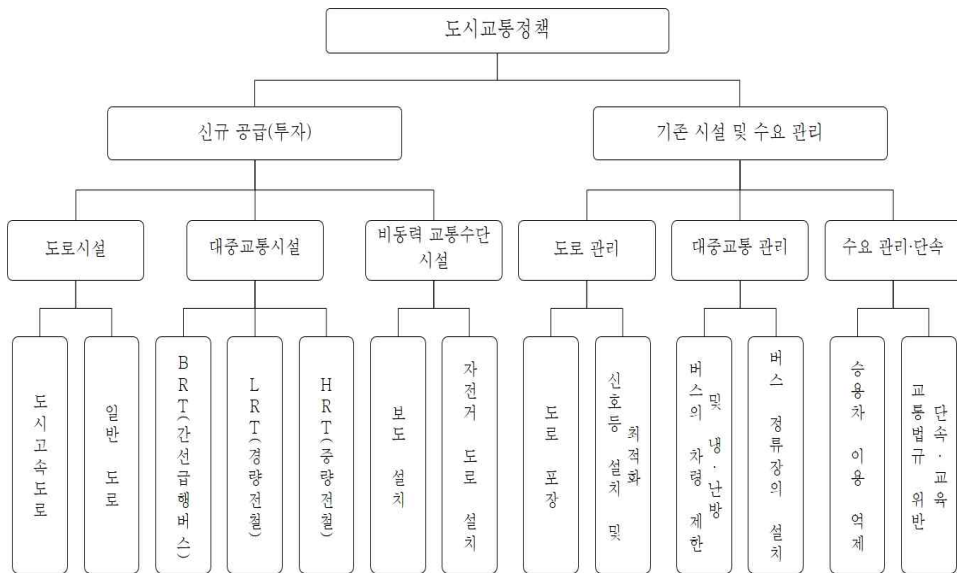 도시교통정책
신규 공급(투자)
기존 시설 및 수요 관리
도로시설
대중교통시설
비동력 교통수단
시설
도로 관리
대중교통 관리
수요 관리·단속
도시고속도로
일반 도로
BRT(간선급행버스)
LRT(경량전철)
HRT(중량전철)
보도 설치
자전거 도로 설치
도로 포장
신호등 설치 및
최적화
버스의 차령 제한
및 냉·난방
버스 정류장의 설치
승용차 이용 억제
교통법규 위반
단속·교육